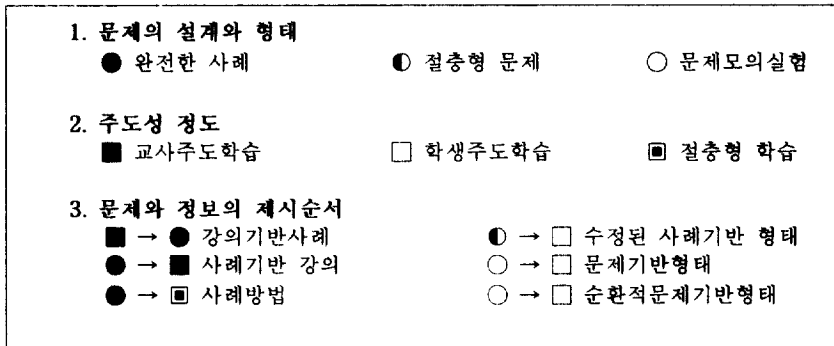 1. 문제의 설계와 형태
● 완전한 사례 ◐ 절충형 문제 ○ 문제모의실험
2. 주도성 정도
■ 교사주도학습 □ 학생주도학습 ▣ 절충형 학습
3. 문제와 정보의 제시순서
■ → ● 강의기반사례 ◐ → □ 수정된 사례기반 형태
● → ■ 사례기반 강의 ○ → □ 문제기반형태
● → ▣ 사례방법 ○ → □ 순환적문제기반형태